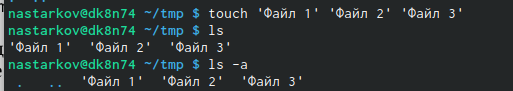 nastarkov@dk8n74 ~/tmp $ touch 'Файл 1' 'Файл 2' 'Файл 3'
nastarkov@dk8n74 ~/tmp $ ls
'Файл 1'  'Файл 2'  'Файл 3'
nastarkov@dk8n74 ~/tmp $ ls -a
.  ..  'Файл 1'  'Файл 2'  'Файл 3'